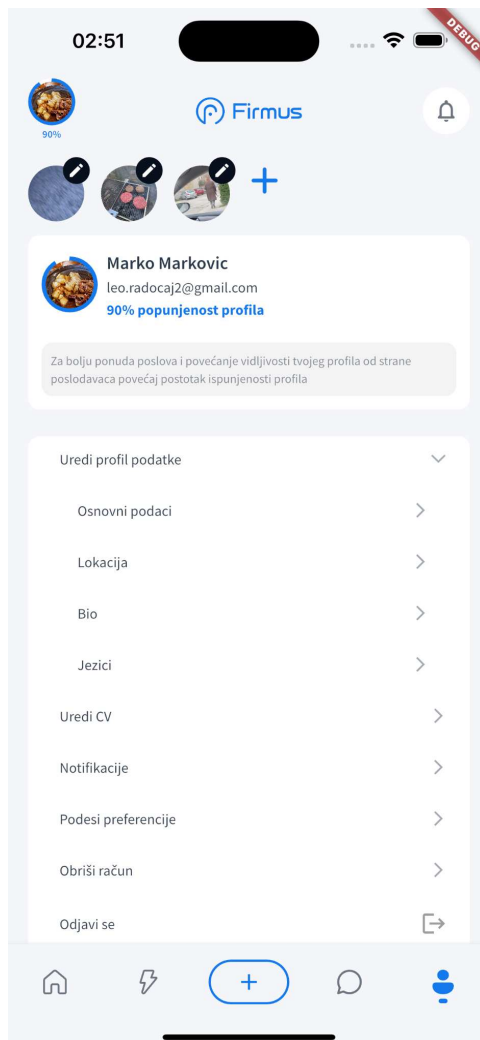 02:51
DEBUG
90%
Firmus
Marko Markovic
leo.radocaj2@gmail.com
90% popunjenost profila
Za bolju ponuda poslova i povećanje vidljivosti tvojeg profila od strane
poslodavaca povećaj postotak ispunjenosti profila
Uredi profil podatke
Osnovni podaci
Lokacija
Bio
Jezici
Uredi CV
Notifikacije
Podesi preferencije
Obriši račun
Odjavi se